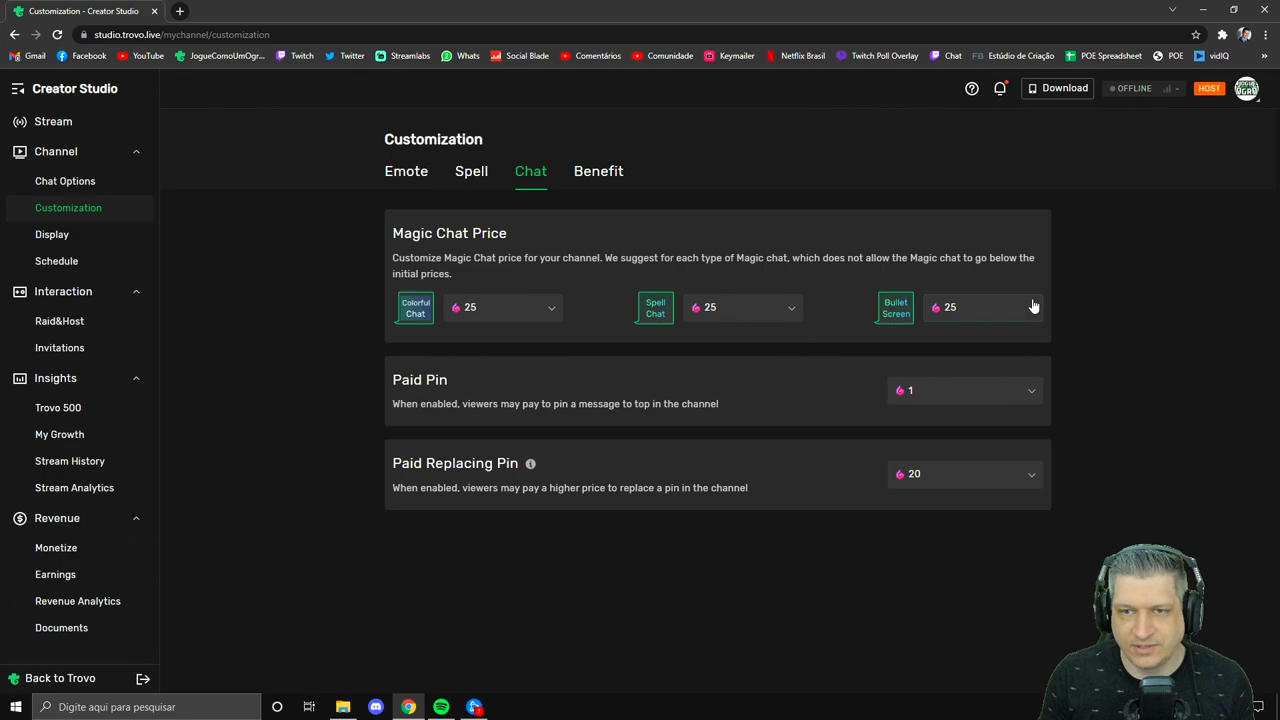 Customization - Creator Studio
studio.trovo.live/mychannel/customization
Gmail
Facebook
YouTube
JogueComoUmOgr...
Twitch
Twitter
Streamlabs
Whats
Social Blade
Comentários
Comunidade
Keymailer
Netflix Brasil
Twitch Poll Overlay
Chat
Estúdio de Criação
POE Spreadsheet
POE
vidIQ
Creator Studio
Download
OFFLINE
HOST
Stream
Channel
Chat Options
Customization
Display
Schedule
Interaction
Raid&Host
Invitations
Insights
Trovo 500
My Growth
Stream History
Stream Analytics
Revenue
Monetize
Earnings
Revenue Analytics
Documents
Back to Trovo
Customization
Emote
Spell
Chat
Benefit
Magic Chat Price
Customize Magic Chat price for your channel. We suggest for each type of Magic chat, which does not allow the Magic chat to go below the
initial prices.
Colorful
Chat
25
Spell
Chat
25
Bullet
Screen
25
Paid Pin
1
When enabled, viewers may pay to pin a message to top in the channel
Paid Replacing Pin
20
When enabled, viewers may pay a higher price to replace a pin in the channel
Digite aqui para pesquisar